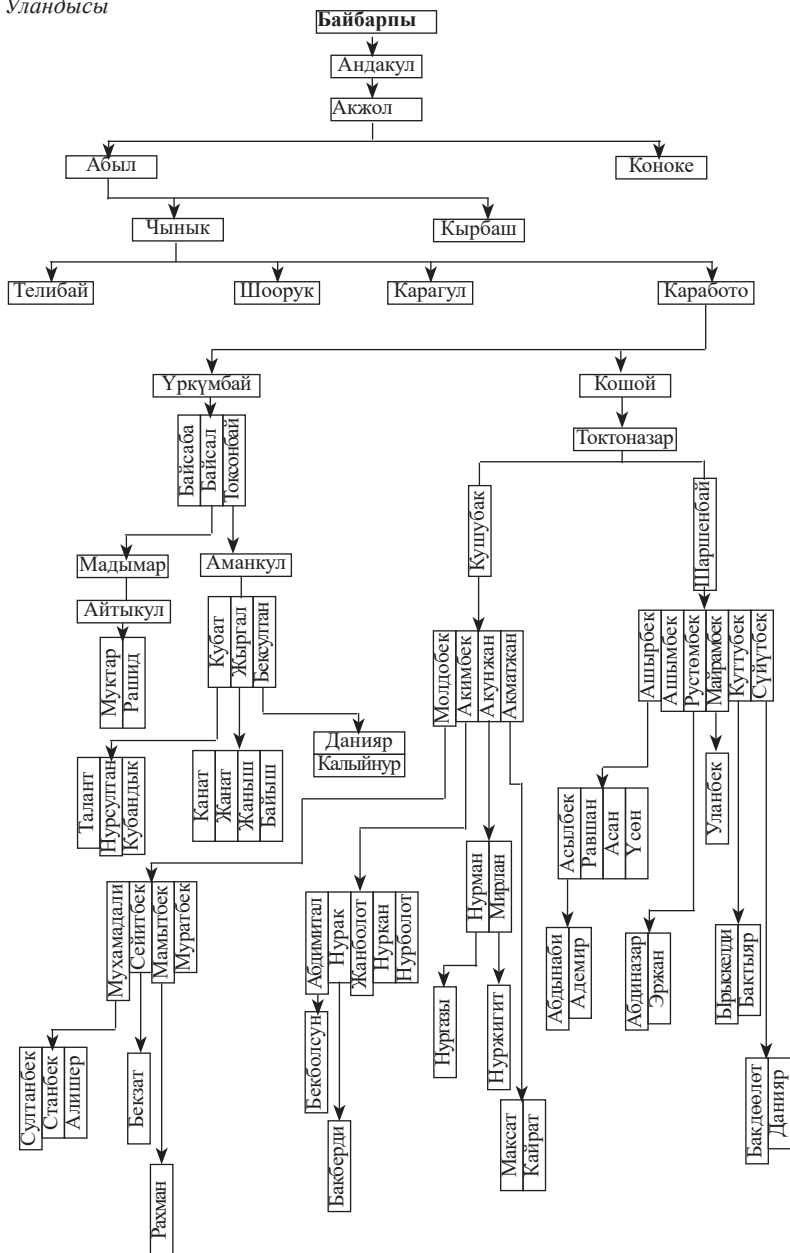 Уландысы
Байбарпы
Андакул
Акжол
Абыл
Коноке
Чынык
Кырбаш
Телибай
Шоорук
Карагул
Каработо
Үркүмбай
Кошой
Байсаба
Байсал
Токсонбай
Токтоназар
Кушубак
Шаршенбай
Мадымар
Аманкул
Айтыкул
Кубат
Жыргал
Бексултан
Муктар
Рашид
Молдобек
Акимбек
Акунжан
Акматжан
Ашырбек
Ашымбек
Рустөмбек
Майрамбек
Куттубек
Сүйүтбек
Данияр
Калыйнур
Талант
Нурсултан
Кубандык
Канат
Жанат
Жаныш
Байыш
Уланбек
Асылбек
Равшан
Асан
Үсөн
Нурман
Мирлан
Мухамадали
Сейитбек
Мамытбек
Муратбек
Абдимитал
Нурак
Жанболот
Нуркан
Нурболот
Абдынаби
Адемир
Абдиназар
Эржан
Ырыскелди
Бактыяр
Нургазы
Нуржигит
Султанбек
Станбек
Алишер
Бекзат
Бекболсун
Бакберди
Максат
Кайрат
Бакдөөлөт
Данияр
Рахман